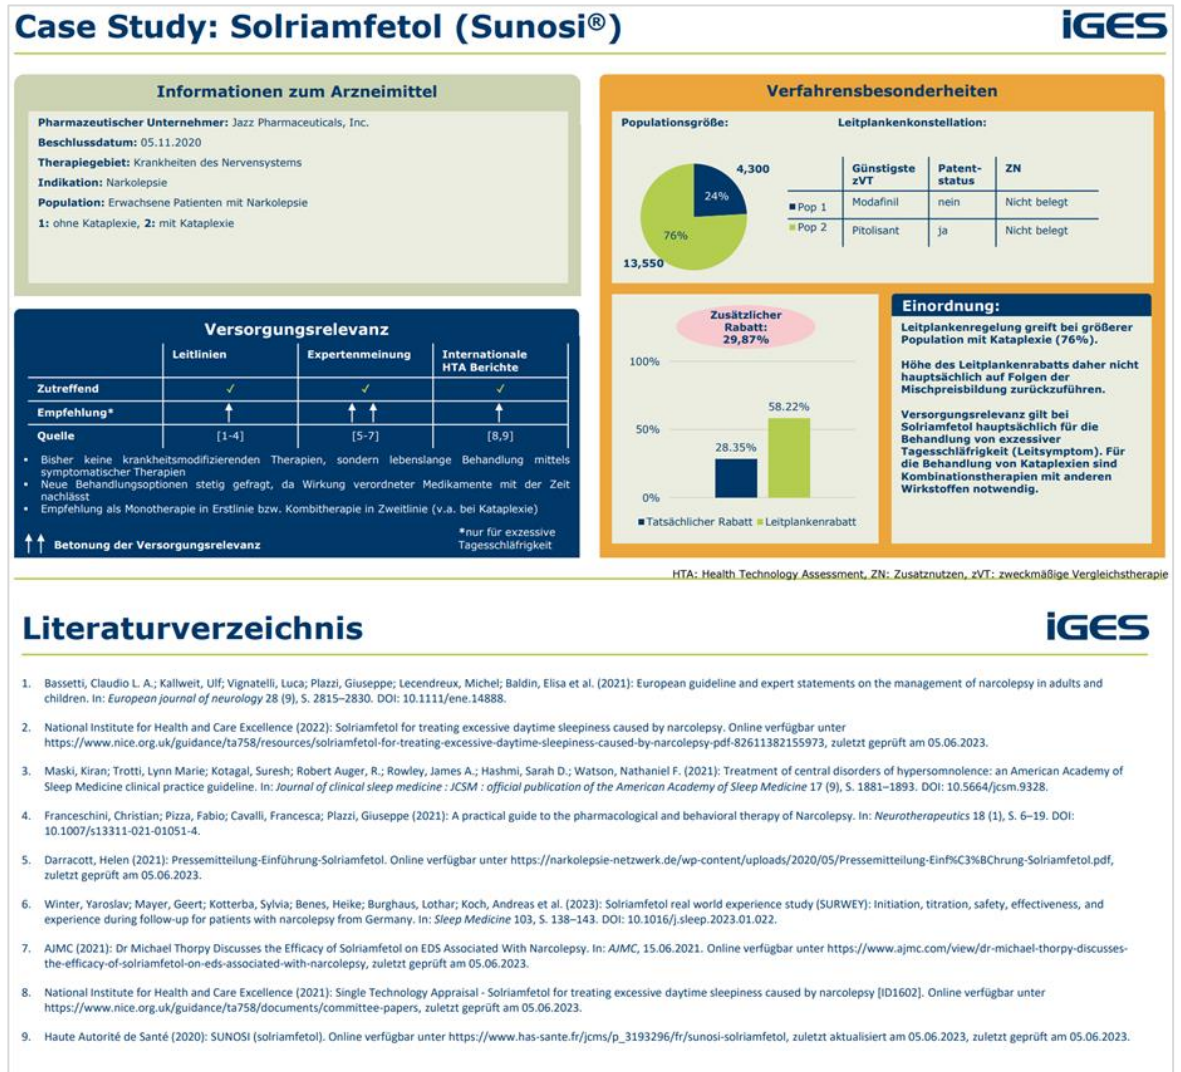 Case Study: Solriamfetol (Sunosi®)
iGES
Informationen zum Arzneimittel
Pharmazeutischer Unternehmer: Jazz Pharmaceuticals, Inc.
Beschlussdatum: 05.11.2020
Therapiegebiet: Krankheiten des Nervensystems
Indikation: Narkolepsie
Population: Erwachsene Patienten mit Narkolepsie
1: ohne Kataplexie, 2: mit Kataplexie
Versorgungsrelevanz
Leitlinien Expertenmeinung Internationale
HTA Berichte
Zutreffend ✓ ✓ ✓
Empfehlung* ↑ ↑ ↑ ↑
Quelle [1-4] [5-7] [8,9]
▪ Bisher keine krankheitsmodifizierenden Therapien, sondern lebenslange Behandlung mittels
symptomatischer Therapien
▪ Neue Behandlungsoptionen stetig gefragt, da Wirkung verordneter Medikamente mit der Zeit
nachlässt
▪ Empfehlung als Monotherapie in Erstlinie bzw. Kombitherapie in Zweitlinie (v.a. bei Kataplexie)
↑↑ Betonung der Versorgungsrelevanz
*nur für exzessive
Tagesschläfrigkeit
Verfahrensbesonderheiten
Populationsgröße:
4,300
24%
76%
13,550
Leitplankenkonstellation:
Günstigste Patent- ZN
zVT status
Pop 1 Modafinil nein Nicht belegt
Pop 2 Pitolisant ja Nicht belegt
Zusätzlicher
Rabatt:
29,87%
100%
58.22%
50%
28.35%
0%
Tatsächlicher Rabatt Leitplankenrabatt
Einordnung:
Leitplankenregelung greift bei größerer
Population mit Kataplexie (76%).
Höhe des Leitplankenrabatts daher nicht
hauptsächlich auf Folgen der
Mischpreisbildung zurückzuführen.
Versorgungsrelevanz gilt bei
Solriamfetol hauptsächlich für die
Behandlung von exzessiver
Tagesschläfrigkeit (Leitsymptom). Für
die Behandlung von Kataplexien sind
Kombinationstherapien mit anderen
Wirkstoffen notwendig.
HTA: Health Technology Assessment, ZN: Zusatznutzen, zVT: zweckmäßige Vergleichstherapie
Literaturverzeichnis
iGES
1. Bassetti, Claudio L. A.; Kallweit, Ulf; Vignatelli, Luca; Plazzi, Giuseppe; Lecendreux, Michel; Baldin, Elisa et al. (2021): European guideline and expert statements on the management of narcolepsy in adults and
children. In: European journal of neurology 28 (9), S. 2815–2830. DOI: 10.1111/ene.14888.
2. National Institute for Health and Care Excellence (2022): Solriamfetol for treating excessive daytime sleepiness caused by narcolepsy. Online verfügbar unter
https://www.nice.org.uk/guidance/ta758/resources/solriamfetol-for-treating-excessive-daytime-sleepiness-caused-by-narcolepsy-pdf-82611382155973, zuletzt geprüft am 05.06.2023.
3. Maski, Kiran; Trotti, Lynn Marie; Kotagal, Suresh; Robert Auger, R.; Rowley, James A.; Hashmi, Sarah D.; Watson, Nathaniel F. (2021): Treatment of central disorders of hypersomnolence: an American Academy of
Sleep Medicine clinical practice guideline. In: Journal of clinical sleep medicine : JCSM : official publication of the American Academy of Sleep Medicine 17 (9), S. 1881–1893. DOI: 10.5664/jcsm.9328.
4. Franceschini, Christian; Pizza, Fabio; Cavalli, Francesca; Plazzi, Giuseppe (2021): A practical guide to the pharmacological and behavioral therapy of Narcolepsy. In: Neurotherapeutics 18 (1), S. 6–19. DOI:
10.1007/s13311-021-01051-4.
5. Darracott, Helen (2021): Pressemitteilung-Einführung-Solriamfetol. Online verfügbar unter https://narkolepsie-netzwerk.de/wp-content/uploads/2020/05/Pressemitteilung-Einf%C3%BChrung-Solriamfetol.pdf,
zuletzt geprüft am 05.06.2023.
6. Winter, Yaroslav; Mayer, Geert; Kotterba, Sylvia; Benes, Heike; Burghaus, Lothar; Koch, Andreas et al. (2023): Solriamfetol real world experience study (SURWEY): Initiation, titration, safety, effectiveness, and
experience during follow-up for patients with narcolepsy from Germany. In: Sleep Medicine 103, S. 138–143. DOI: 10.1016/j.sleep.2023.01.022.
7. AJMC (2021): Dr Michael Thorpy Discusses the Efficacy of Solriamfetol on EDS Associated With Narcolepsy. In: AJMC, 15.06.2021. Online verfügbar unter https://www.ajmc.com/view/dr-michael-thorpy-discusses-
the-efficacy-of-solriamfetol-on-eds-associated-with-narcolepsy, zuletzt geprüft am 05.06.2023.
8. National Institute for Health and Care Excellence (2021): Single Technology Appraisal - Solriamfetol for treating excessive daytime sleepiness caused by narcolepsy [ID1602]. Online verfügbar unter
https://www.nice.org.uk/guidance/ta758/documents/committee-papers, zuletzt geprüft am 05.06.2023.
9. Haute Autorité de Santé (2020): SUNOSI (solriamfetol). Online verfügbar unter https://www.has-sante.fr/jcms/p_3193296/fr/sunosi-solriamfetol, zuletzt aktualisiert am 05.06.2023, zuletzt geprüft am 05.06.2023.